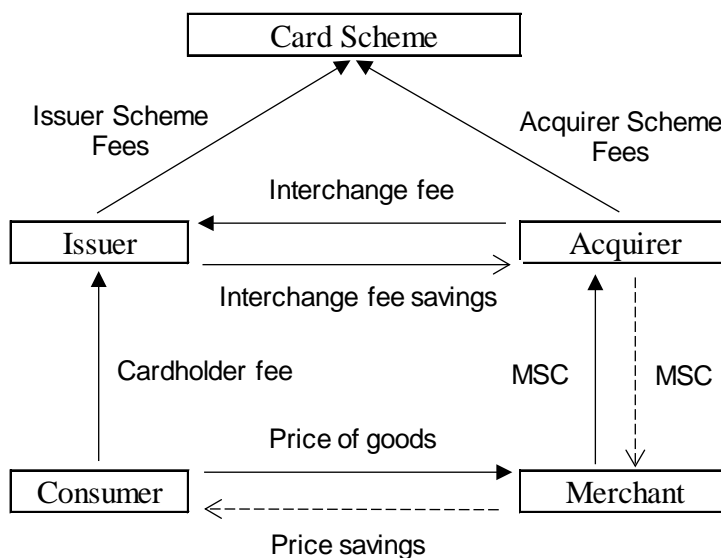 Card Scheme
Issuer Scheme
Fees
Acquirer Scheme
Fees
Interchange fee
Issuer
Acquirer
Interchange fee savings
Cardholder fee
MSC
MSC
Price of goods
Consumer
Merchant
Price savings